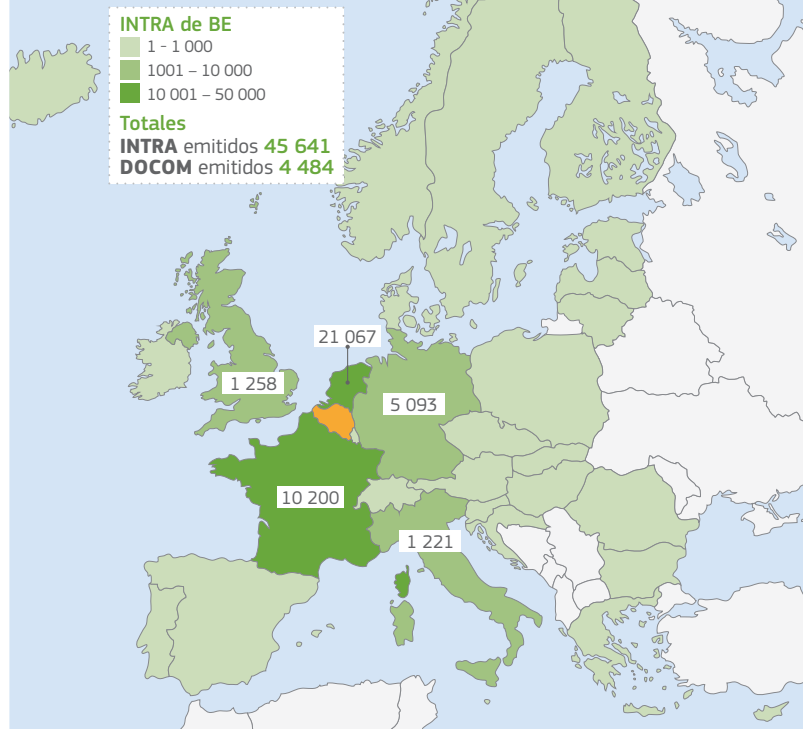 INTRA de BE
1 - 1 000
1001 – 10 000
10 001 – 50 000
Totales
INTRA emitidos 45 641
DOCOM emitidos 4 484
21 067
1 258
5 093
10 200
1 221